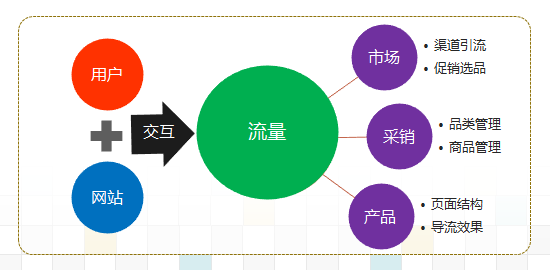 用户
网站
交互
流量
市场
• 渠道引流
• 促销选品
采销
• 品类管理
• 商品管理
产品
• 页面结构
• 导流效果